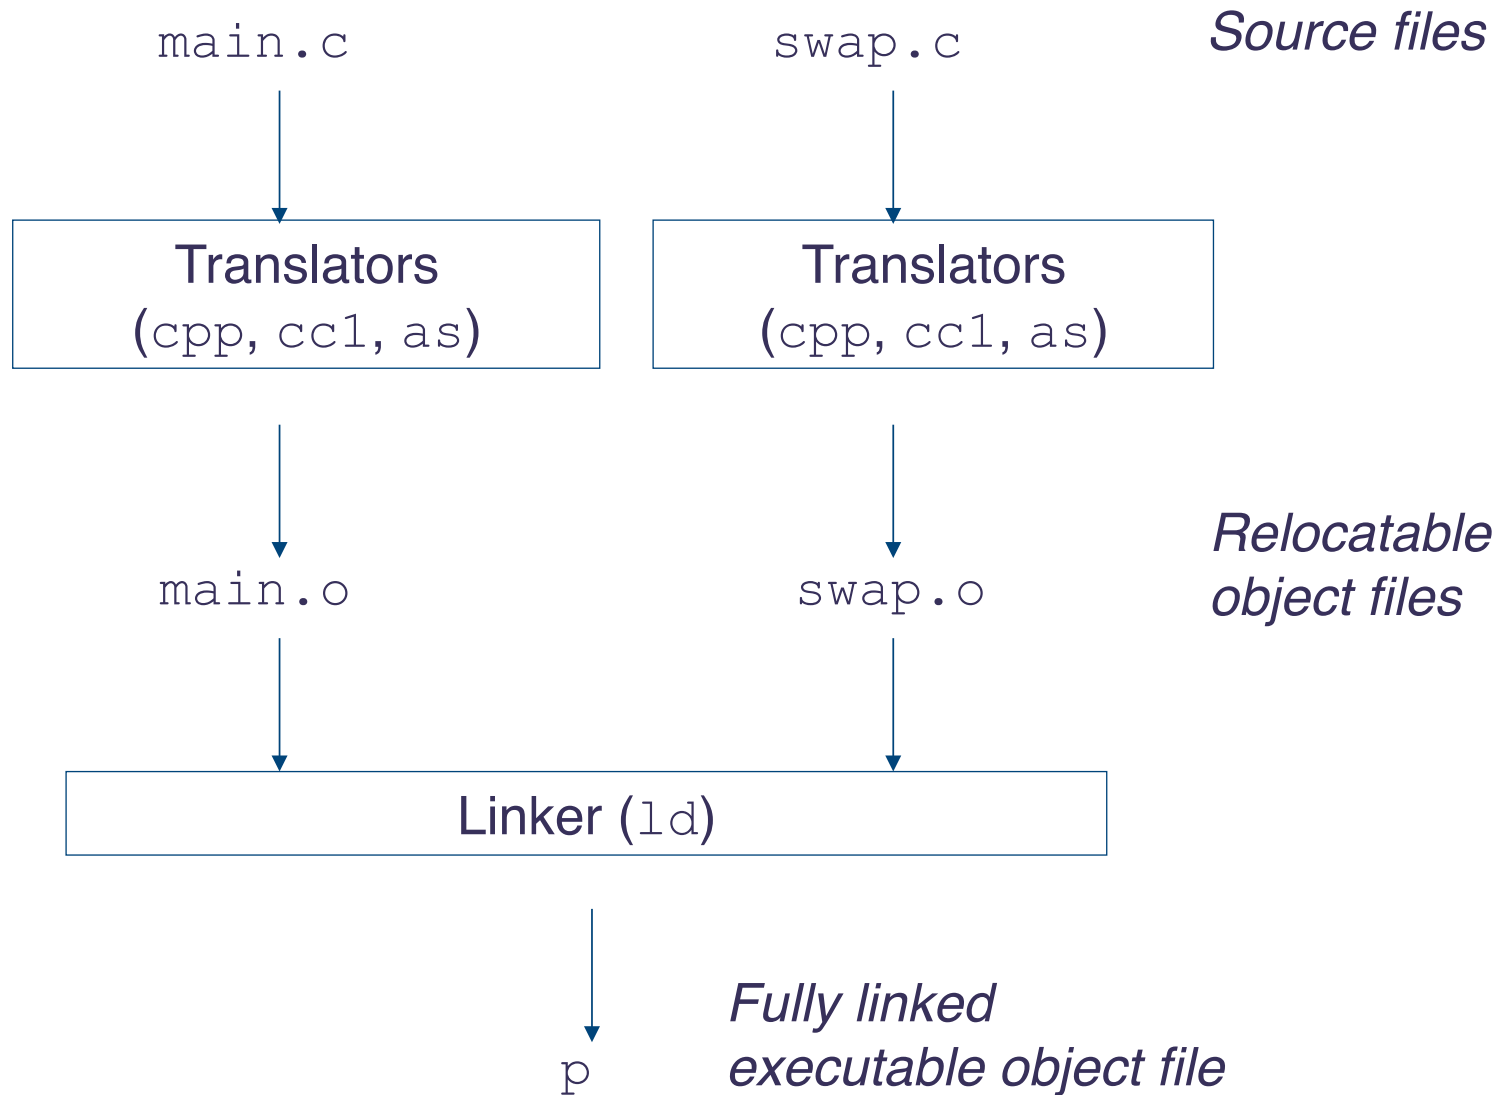 main.c
swap.c
Source files
Translators
(cpp, cc1, as)
Translators
(cpp, cc1, as)
main.o
swap.o
Relocatable
object files
Linker (ld)
p
Fully linked
executable object file